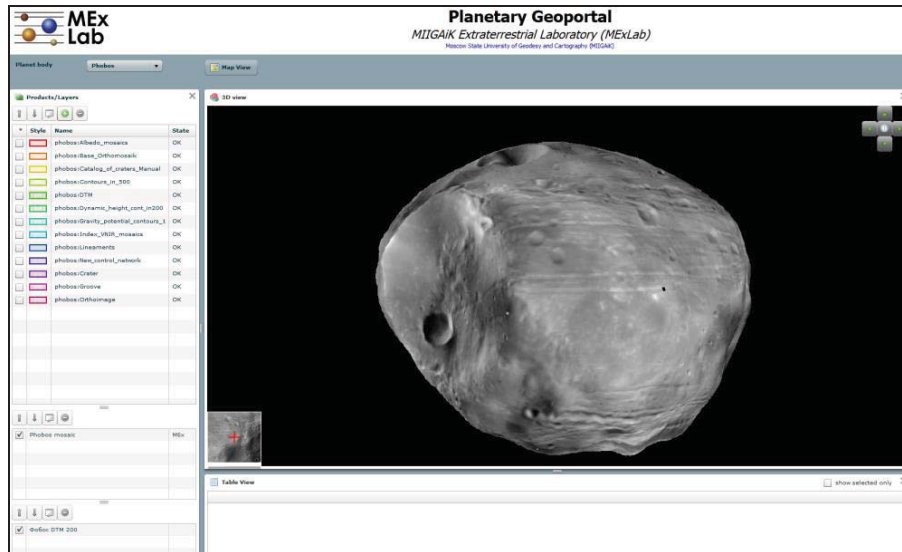 MEx
Lab
Planetary Geoportal
MIIGAiK Extraterrestrial Laboratory (MExLab)
Moscow State University of Geodesy and Cartography (MIIGAiK)
Planet body
Phobos
Map View
Products/Layers
3D view
* Style Name State
phobos:Albedo_mosaics OK
phobos:Base_Orthomosaik OK
phobos:Catalog_of_craters_Manual OK
phobos:Contours_in_500 OK
phobos:DTM OK
phobos:Dynamic_height_cont_in200 OK
phobos:Gravity_potential_contours_1 OK
phobos:Index_VNIR_mosaics OK
phobos:Lineaments OK
phobos:New_control_network OK
phobos:Crater OK
phobos:Groove OK
phobos:Orthoimage OK
Phobos mosaic MEx
Table View
show selected only
Фобос DTM 200